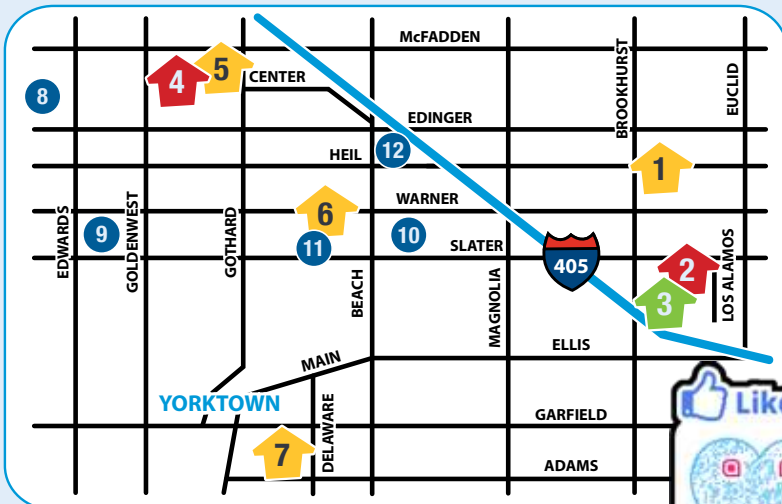 McFADDEN
BROOKHURST
EUCLID
4
5
CENTER
8
EDINGER
12
HEIL
1
EDWARDS
GOLDENWEST
GOTHARD
WARNER
6
9
11
10
SLATER
405
2
LOS ALAMOS
BEACH
MAGNOLIA
3
ELLIS
MAIN
YORKTOWN
DELAWARE
GARFIELD
7
ADAMS
Like